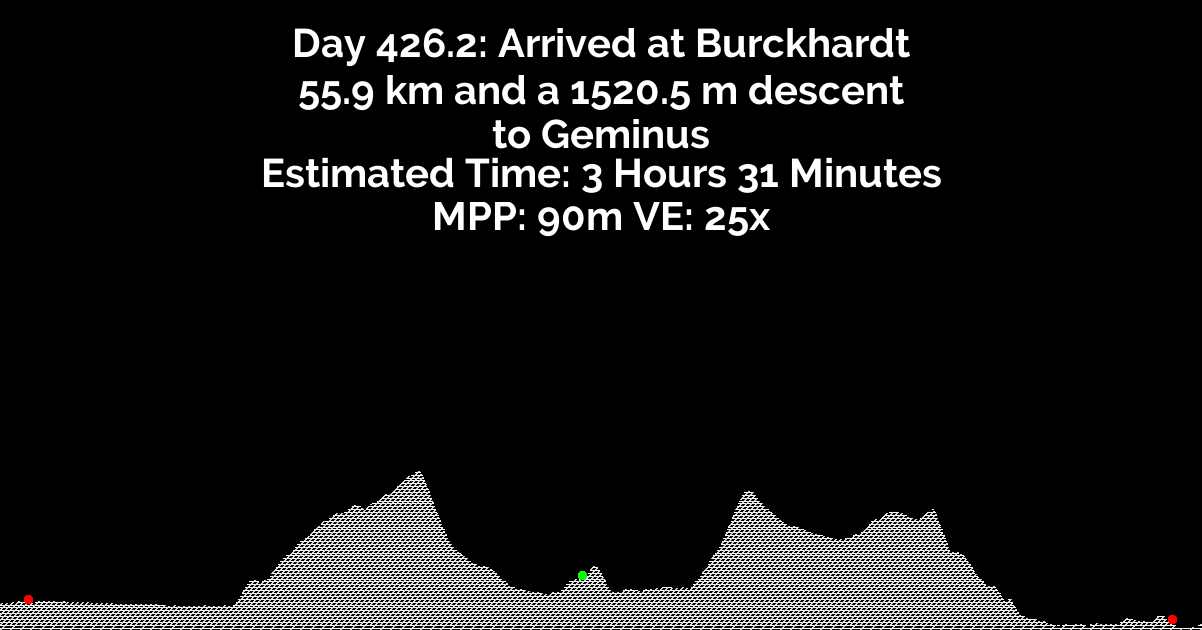 Day 426.2: Arrived at Burckhardt
55.9 km and a 1520.5 m descent
to Geminus
Estimated Time: 3 Hours 31 Minutes
MPP: 90m VE: 25x